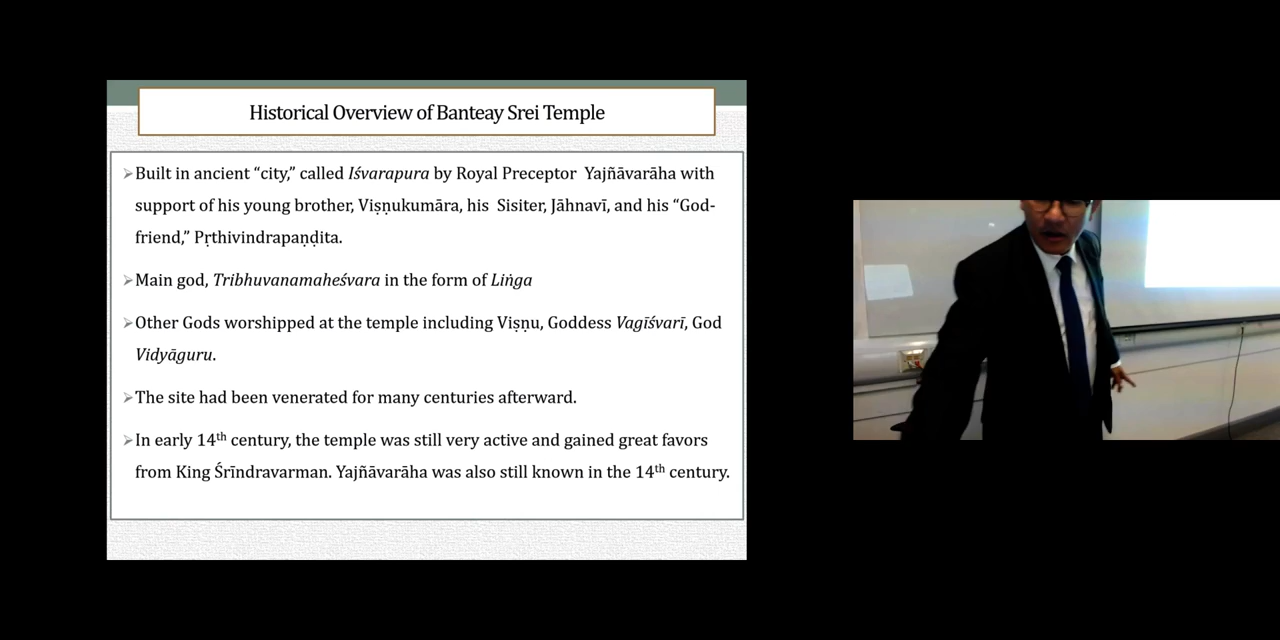 Historical Overview of Banteay Srei Temple
➢Built in ancient “city,” called Iśvarapura by Royal Preceptor Yajñāvarāha with
support of his young brother, Viṣṇukumāra, his Sisiter, Jāhnavī, and his “God-
friend,” Pṛthivindrapaṇḍita.
➢Main god, Tribhuvanamaheśvara in the form of Liṅga
➢Other Gods worshipped at the temple including Viṣṇu, Goddess Vagīśvarī, God
Vidyāguru.
➢The site had been venerated for many centuries afterward.
➢In early 14th century, the temple was still very active and gained great favors
from King Śrīndravarman. Yajñāvarāha was also still known in the 14th century.